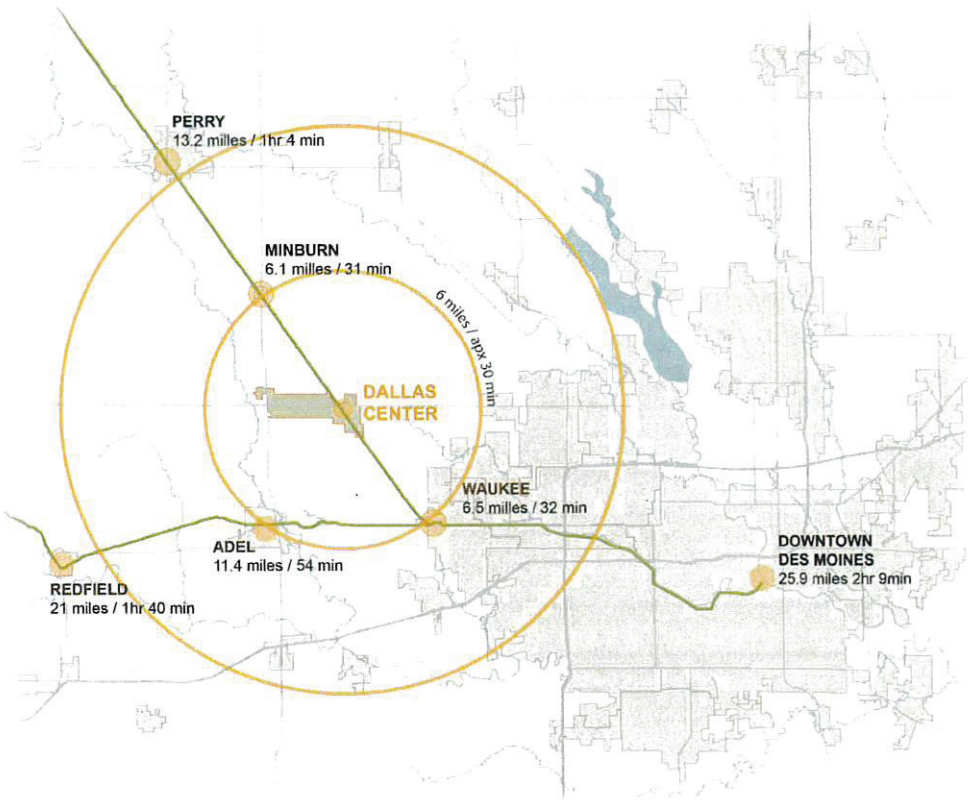 PERRY
13.2 milles / 1hr 4 min
MINBURN
6.1 milles / 31 min
6 miles / apx 30 min
DALLAS
CENTER
WAUKEE
6.5 milles / 32 min
ADEL
11.4 miles / 54 min
DOWNTOWN
DES MOINES
25.9 miles 2hr 9min
REDFIELD
21 miles / 1hr 40 min